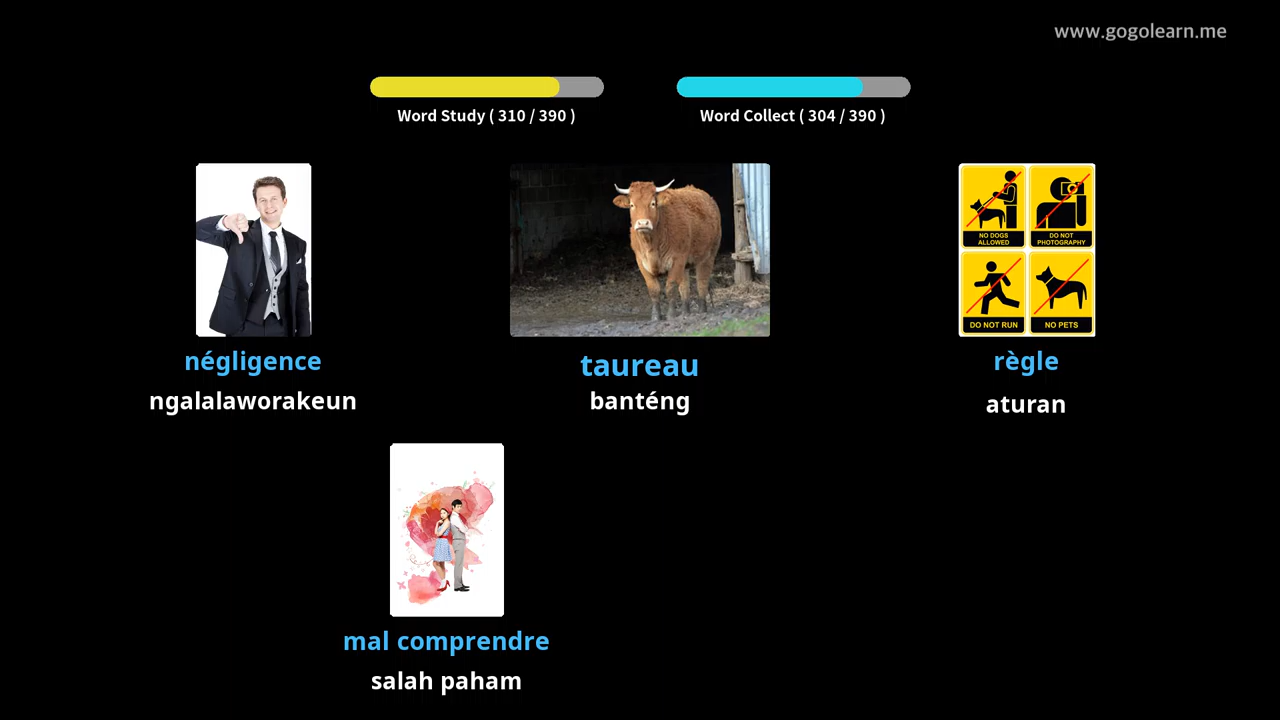 www.gogolearn.me
Word Study ( 310 / 390 )
Word Collect ( 304 / 390 )
NO DOGS
ALLOWED
DO NOT
PHOTOGRAPHY
DO NOT RUN
NO PETS
négligence
taureau
règle
ngalalaworakeun
banténg
aturan
mal comprendre
salah paham